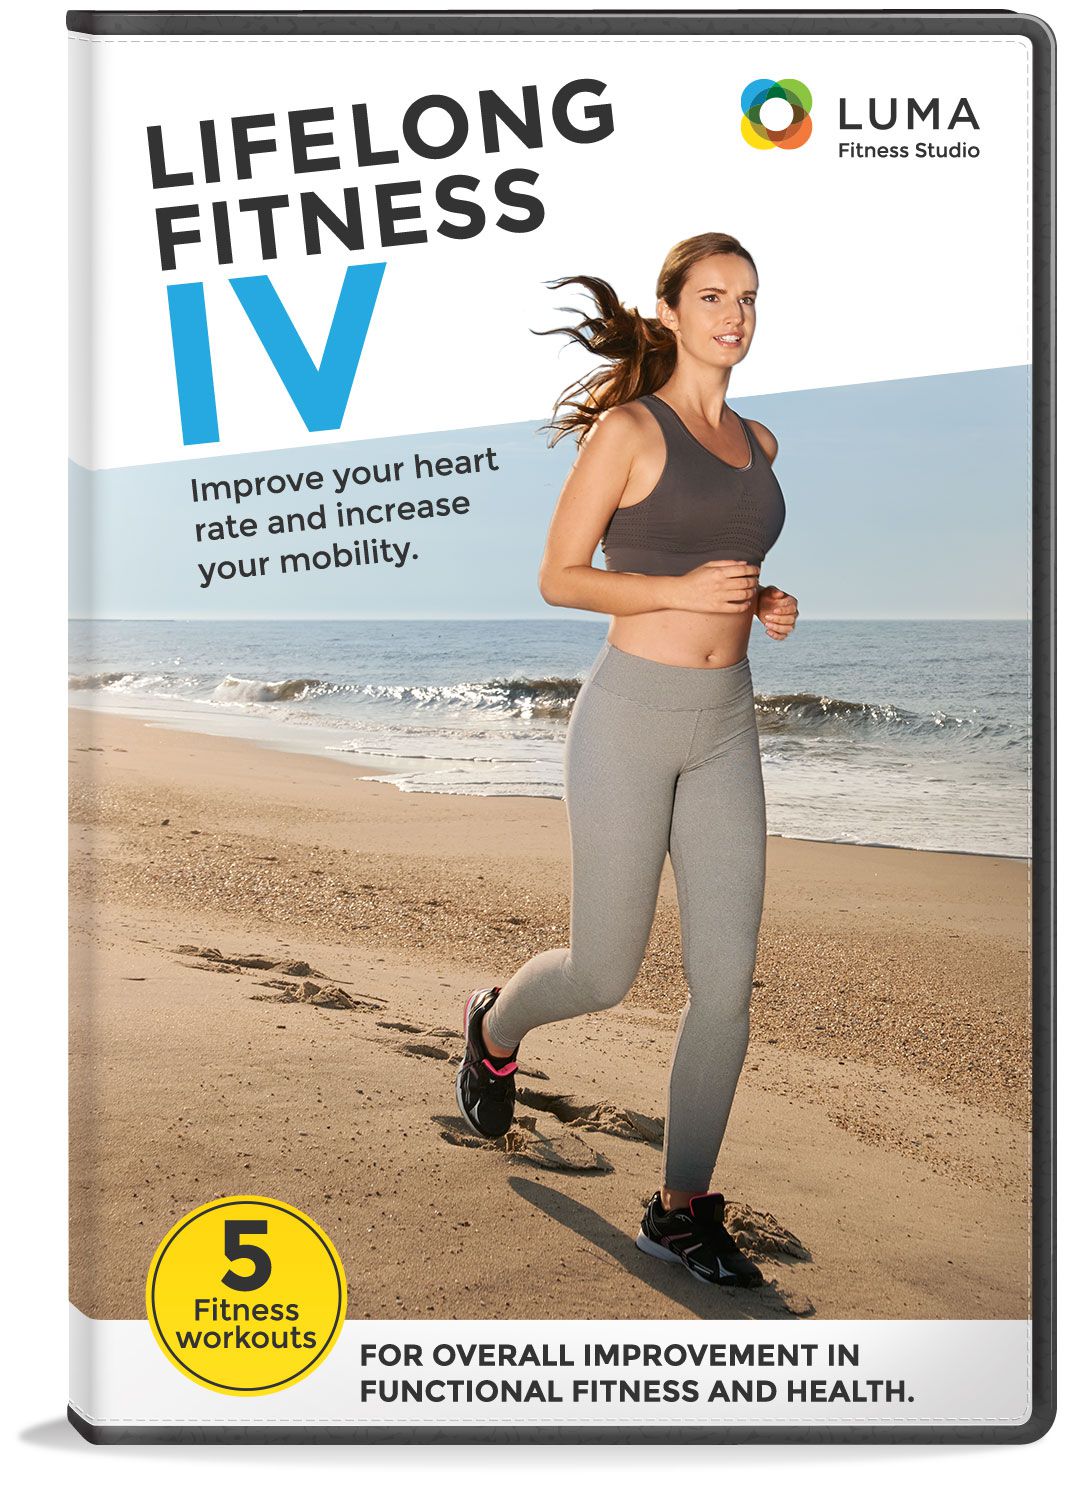 LIFELONG
FITNESS
IV
LUMA
Fitness Studio
Improve your heart
rate and increase
your mobility.
5
Fitness
workouts
FOR OVERALL IMPROVEMENT IN
FUNCTIONAL FITNESS AND HEALTH.